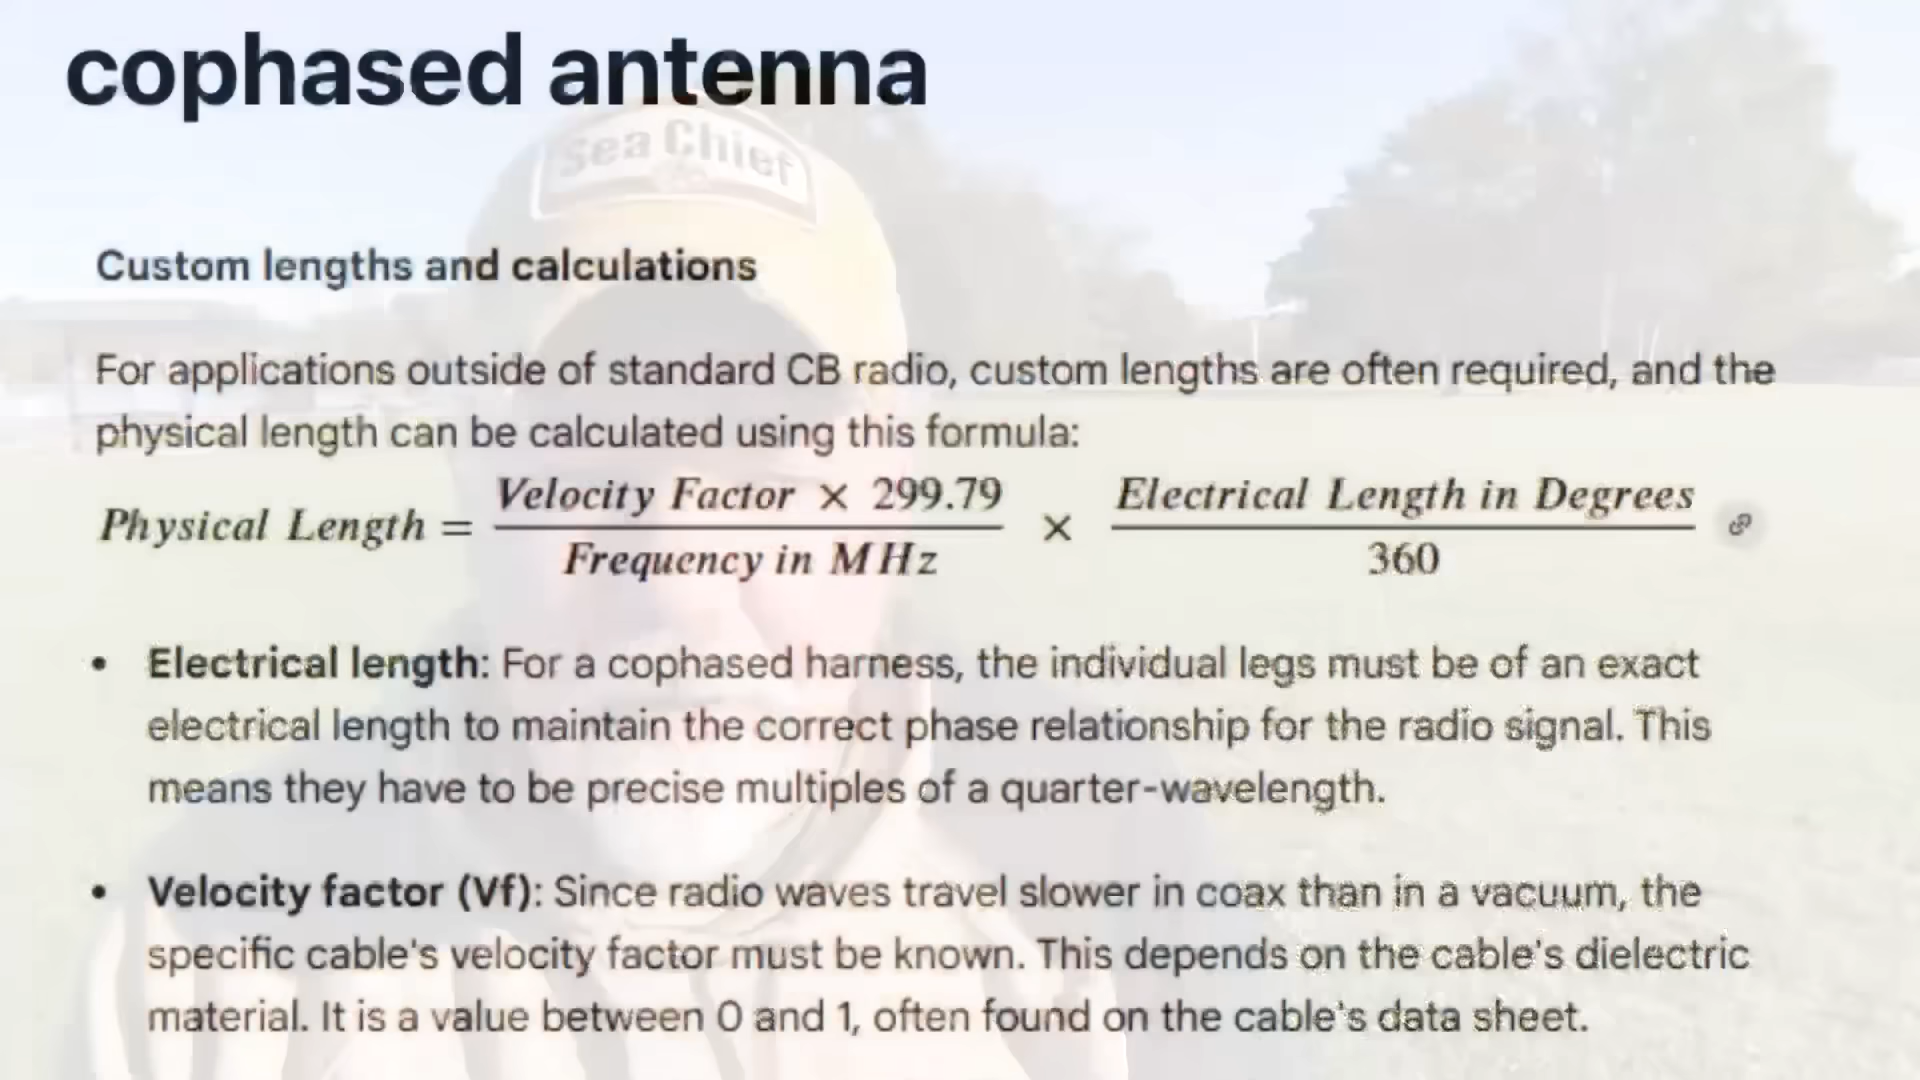 cophased antenna
Sea Chief
Custom lengths and calculations
For applications outside of standard CB radio, custom lengths are often required, and the
physical length can be calculated using this formula:
Physical Length = Velocity Factor × 299.79 / Frequency in MHz × Electrical Length in Degrees / 360
• Electrical length: For a cophased harness, the individual legs must be of an exact
electrical length to maintain the correct phase relationship for the radio signal. This
means they have to be precise multiples of a quarter-wavelength.
• Velocity factor (Vf): Since radio waves travel slower in coax than in a vacuum, the
specific cable's velocity factor must be known. This depends on the cable's dielectric
material. It is a value between 0 and 1, often found on the cable's data sheet.